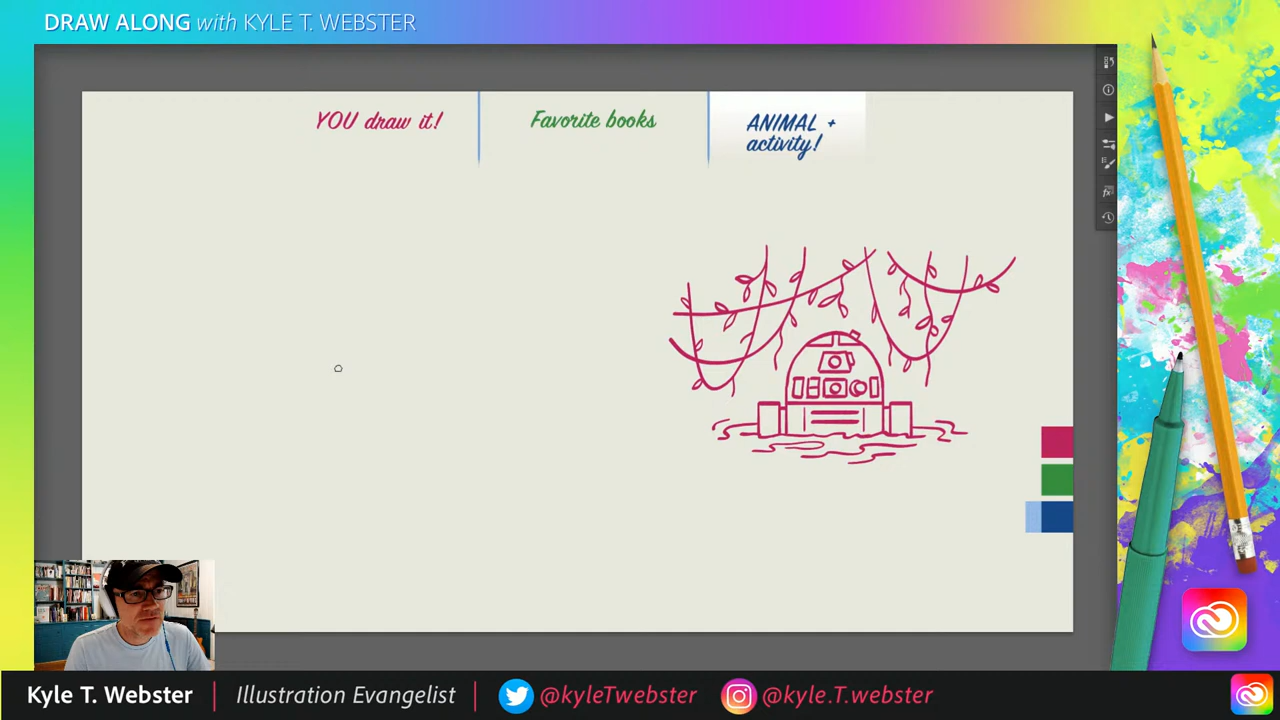 DRAW ALONG with KYLE T. WEBSTER
YOU draw it!
Favorite books
ANIMAL +
activity!
Kyle T. Webster
Illustration Evangelist
@kyleTwebster
@kyle.T.webster